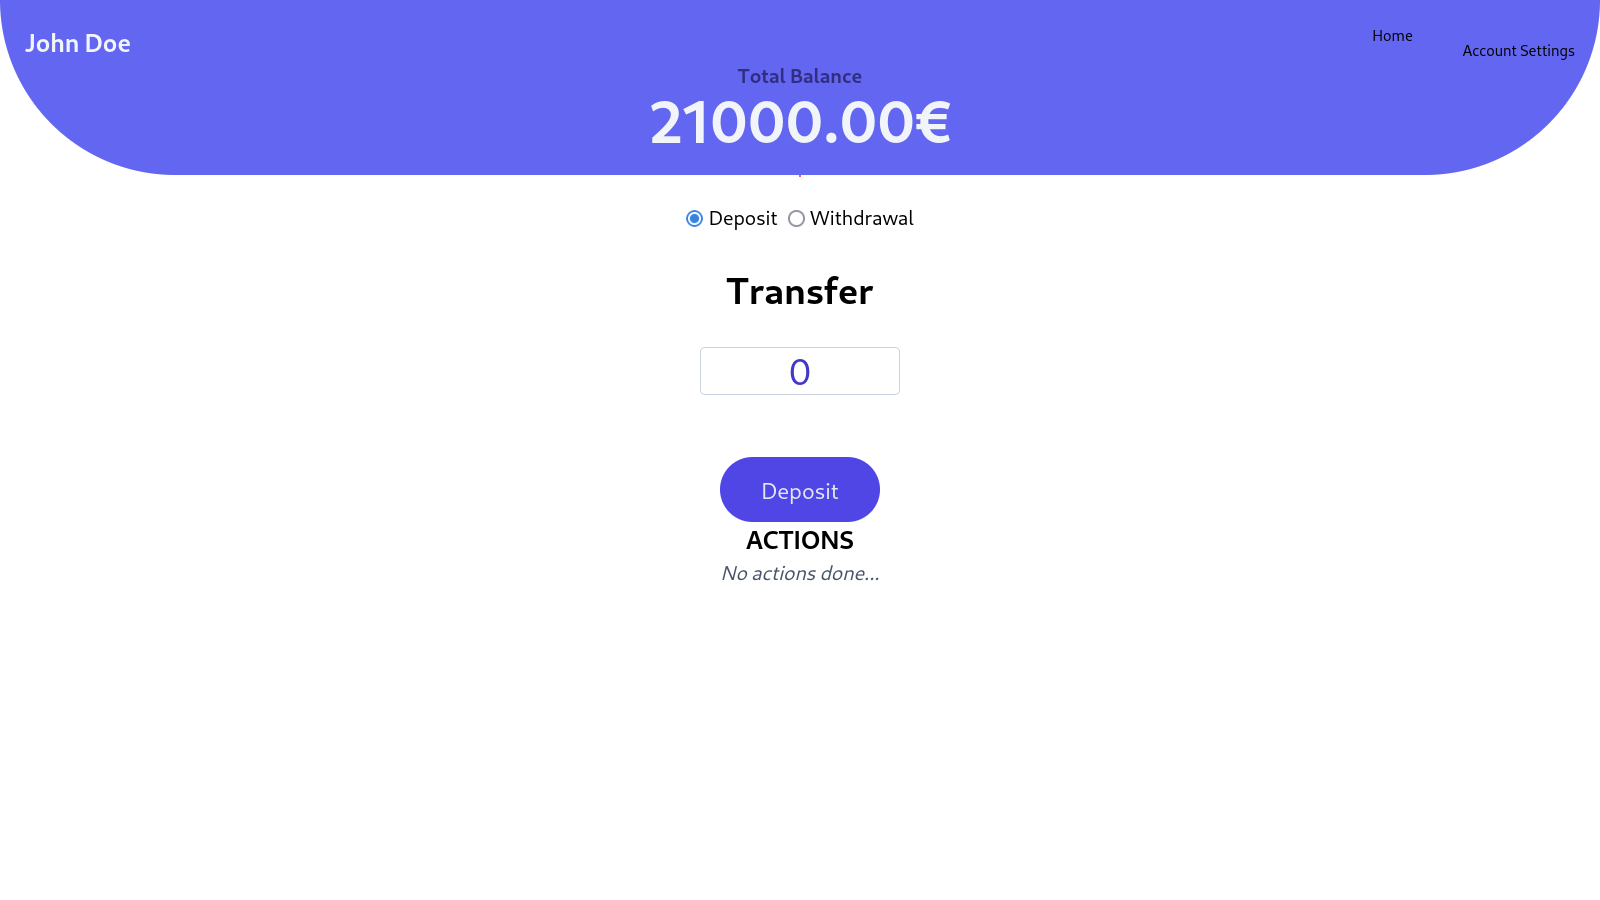 John Doe
Home
Account Settings
Total Balance
21000.00€
Deposit Withdrawal
Transfer
0
Deposit
ACTIONS
No actions done...